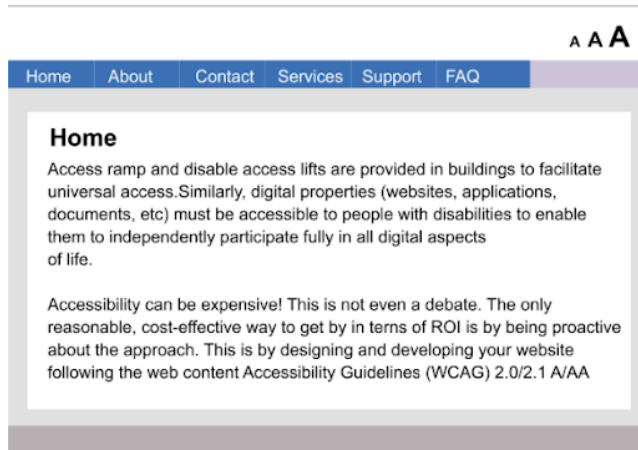 A A A
Home About Contact Services Support FAQ
Home
Access ramp and disable access lifts are provided in buildings to facilitate
universal access.Similarly, digital properties (websites, applications,
documents, etc) must be accessible to people with disabilities to enable
them to independently participate fully in all digital aspects
of life.
Accessibility can be expensive! This is not even a debate. The only
reasonable, cost-effective way to get by in terns of ROI is by being proactive
about the approach. This is by designing and developing your website
following the web content Accessibility Guidelines (WCAG) 2.0/2.1 A/AA